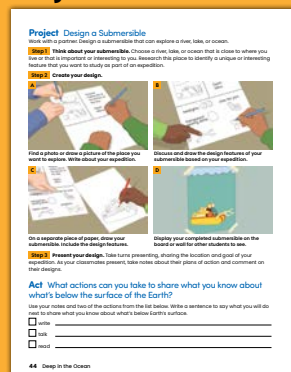 Project Design a Submersible
Work with a partner. Design a submersible that can explore a river, lake, or ocean.
Step 1 Think about your submersible. Choose a river, lake, or ocean that is close to where you
live or that is important or interesting to you. Research this place to identify a unique or interesting
feature that you want to study as part of an expedition.
Step 2 Create your design.
A
B
Find a photo or draw a picture of the place you
want to explore. Write about your expedition.
Discuss and draw the design features of your
submersible based on your expedition.
C
D
On a separate piece of paper, draw your
submersible. Include the design features.
Display your completed submersible on the
board or wall for other students to see.
Step 3 Present your design. Take turns presenting, sharing the location and goal of your
expedition. As your classmates present, take notes about their plans of action and comment on
their designs.
Act What actions can you take to share what you know about
what's below the surface of the Earth?
Use your notes and two of the actions from the list below. Write a sentence to say what you will do
next to share what you know about what's below Earth's surface.
write
talk
read
44 Deep in the Ocean